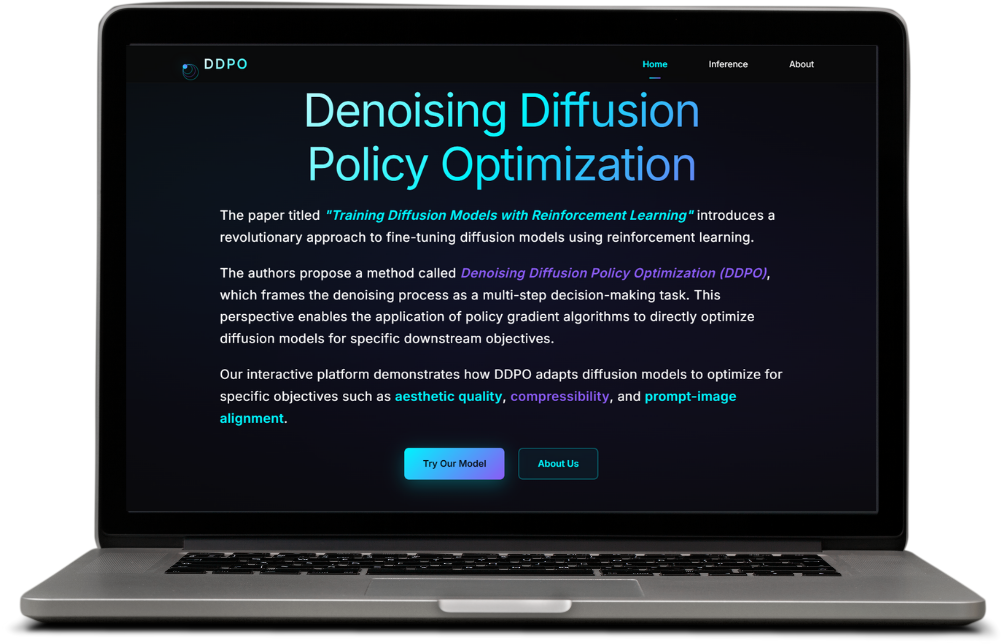 DDPO
Home Inference About
Denoising Diffusion
Policy Optimization
The paper titled "Training Diffusion Models with Reinforcement Learning" introduces a
revolutionary approach to fine-tuning diffusion models using reinforcement learning.
The authors propose a method called Denoising Diffusion Policy Optimization (DDPO),
which frames the denoising process as a multi-step decision-making task. This
perspective enables the application of policy gradient algorithms to directly optimize
diffusion models for specific downstream objectives.
Our interactive platform demonstrates how DDPO adapts diffusion models to optimize for
specific objectives such as aesthetic quality, compressibility, and prompt-image
alignment.
Try Our Model About Us